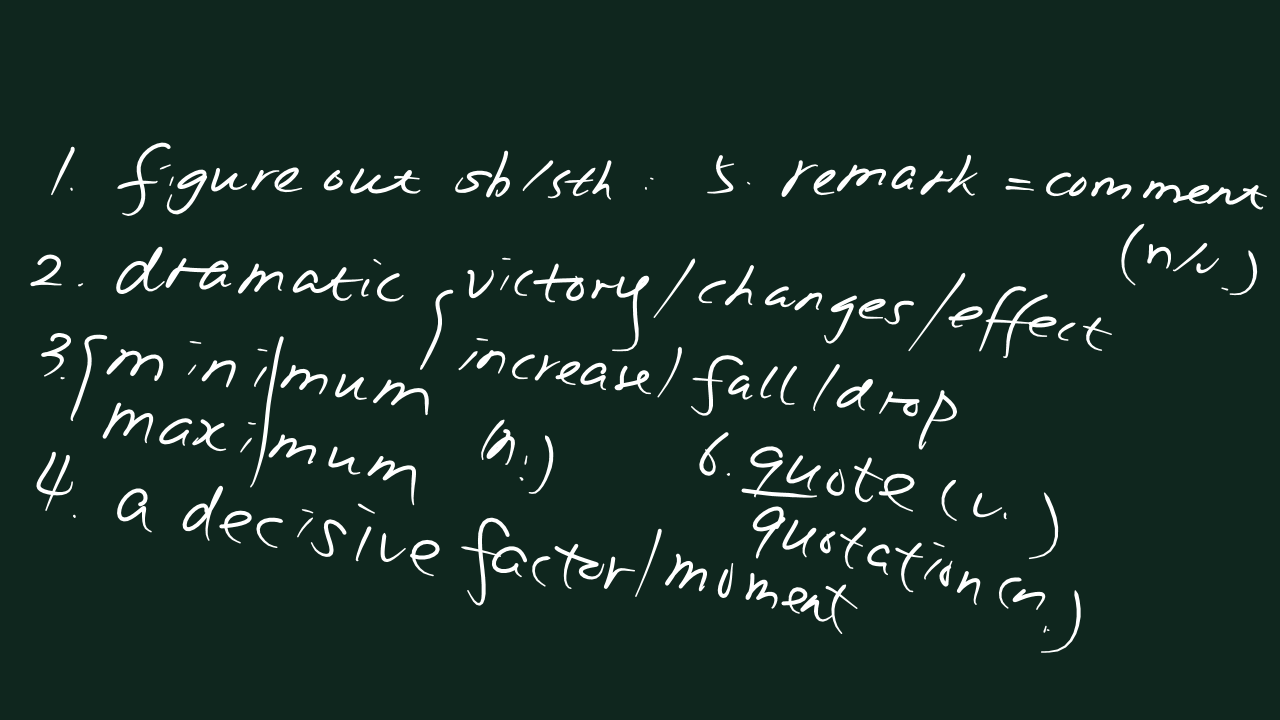 1. figure out sb/sth : 5. remark = comment
(n/v.)
2. dramatic { victory/changes/effect
increase/fall/drop
3. { minimum
maximum (n.)
4. a decisive factor/moment
6. quote (v.)
quotation (n.)